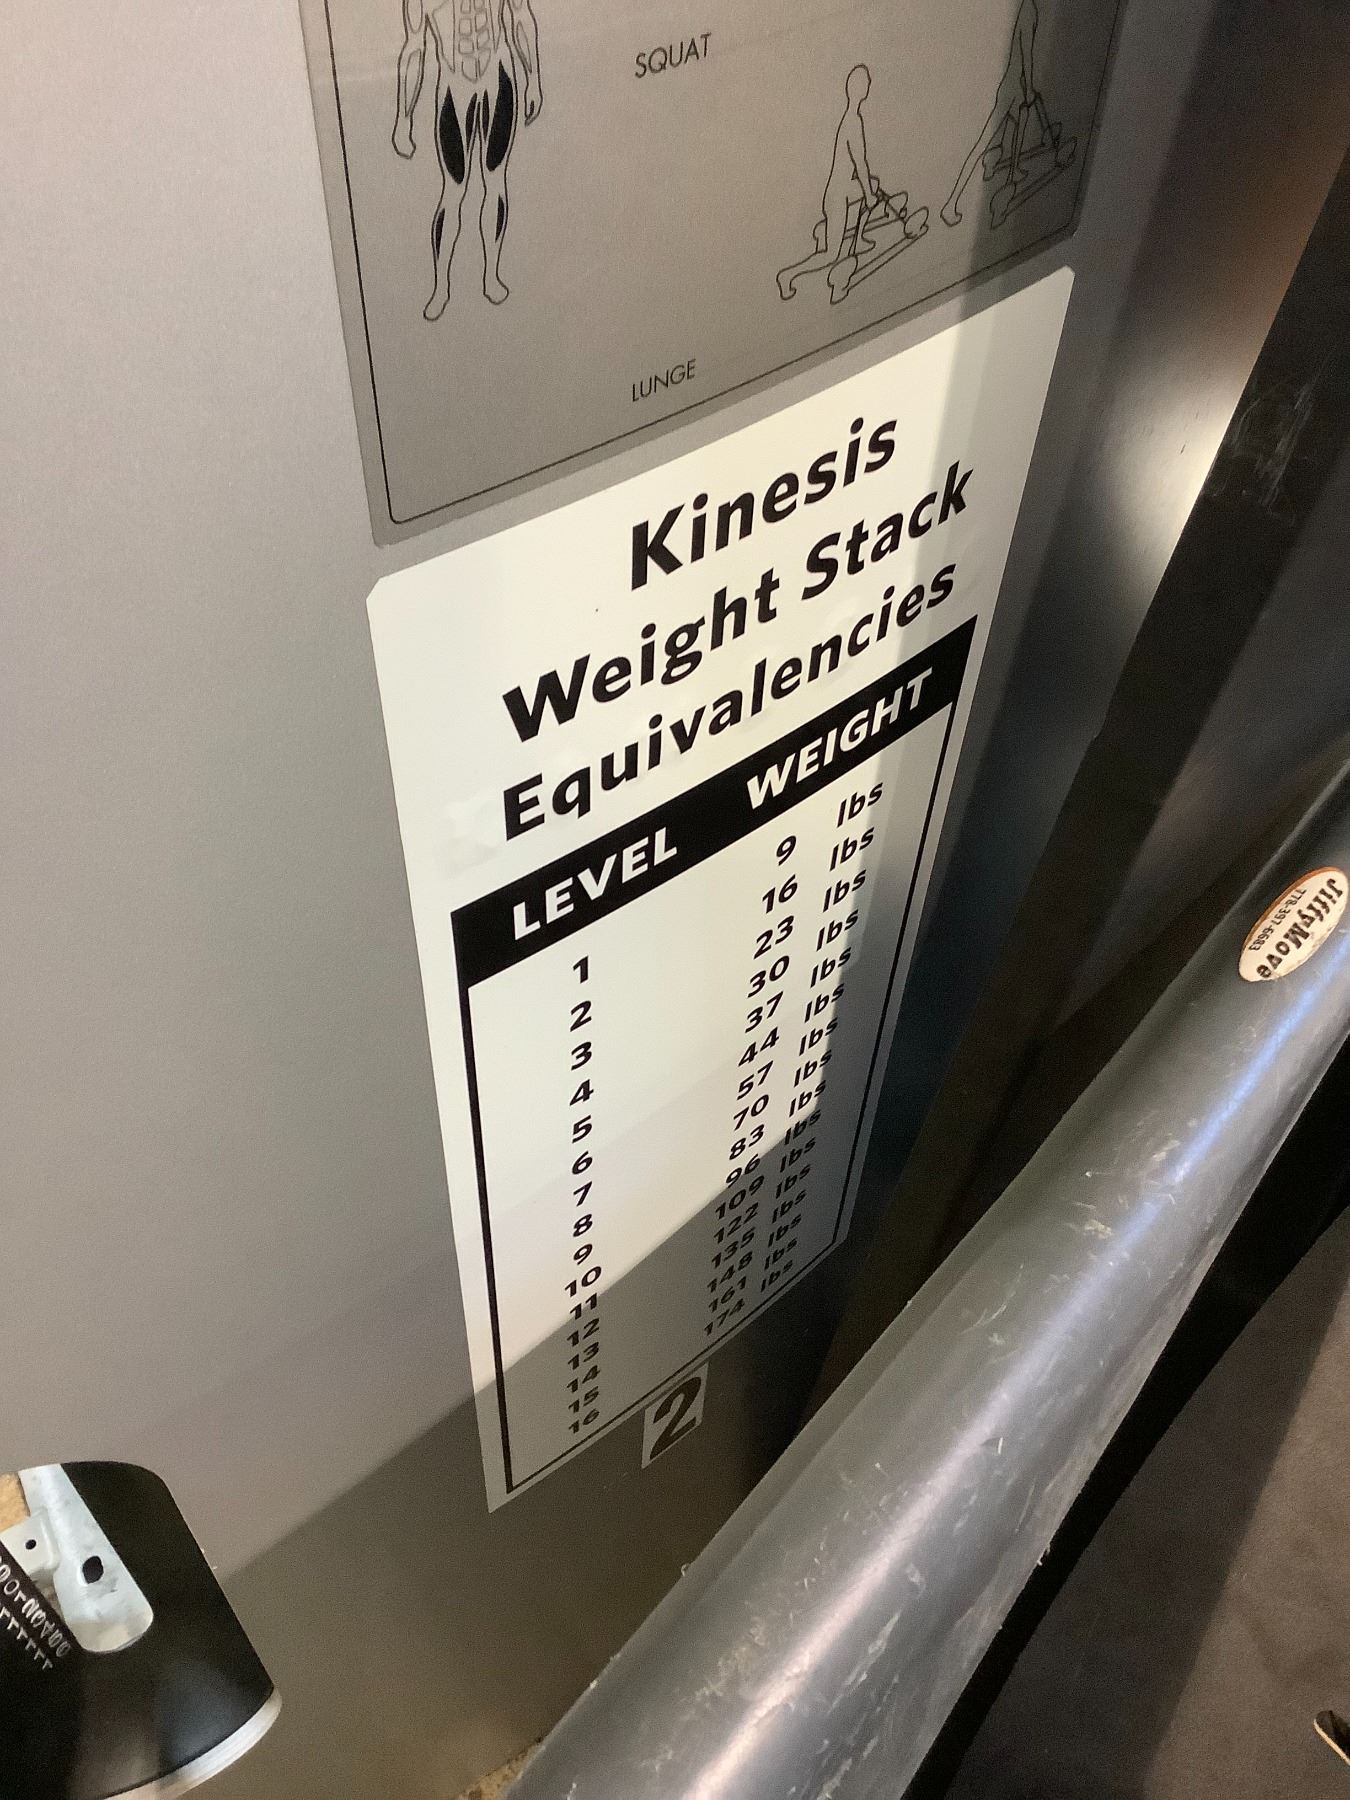 SQUAT
LUNGE
Kinesis
Weight Stack
Equivalencies
LEVEL WEIGHT
1 9 lbs
2 16 lbs
3 23 lbs
4 30 lbs
5 37 lbs
6 44 lbs
7 57 lbs
8 70 lbs
9 83 lbs
10 96 lbs
11 109 lbs
12 122 lbs
13 135 lbs
14 148 lbs
15 161 lbs
16 174 lbs
2
JiffyMove
778-397-6683